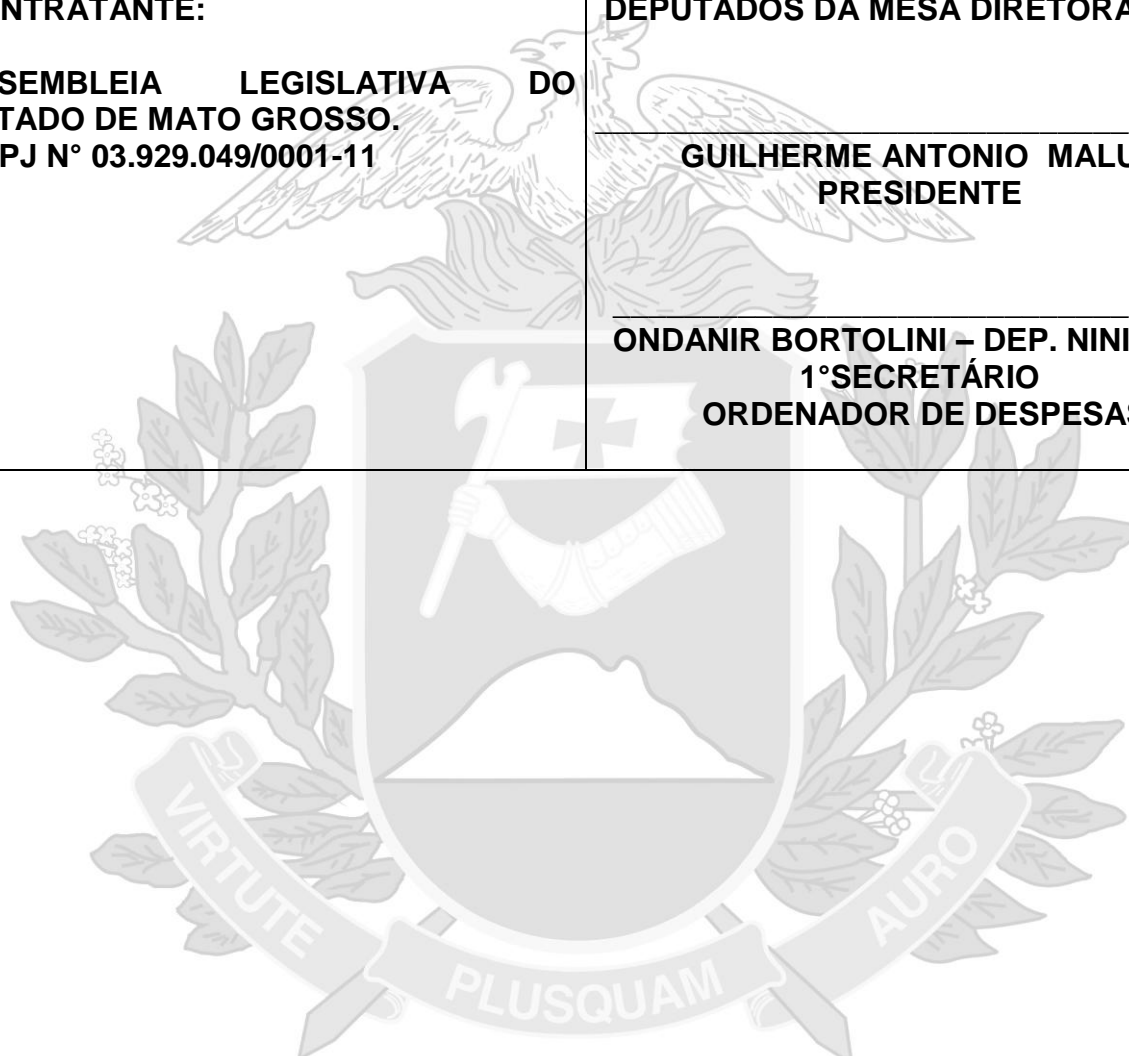 NTRATANTE:
SEMBLEIA LEGISLATIVA DO
TADO DE MATO GROSSO.
PJ N° 03.929.049/0001-11
DEPUTADOS DA MESA DIRETORA
GUILHERME ANTONIO MALU
PRESIDENTE
ONDANIR BORTOLINI – DEP. NINI
1°SECRETÁRIO
ORDENADOR DE DESPESAS
VIRTUTE
PLUSQUAM
AURO